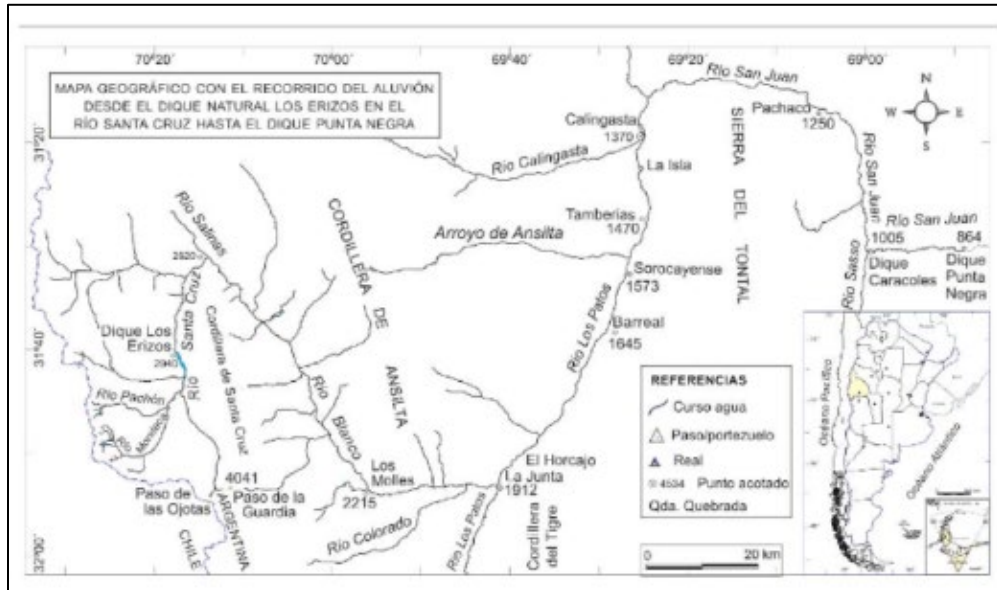 70°20´
70°00´
69°40´
69°20´
69°00´
MAPA GEOGRÁFICO CON EL RECORRIDO DEL ALUVIÓN
DESDE EL DIQUE NATURAL LOS ERIZOS EN EL
RÍO SANTA CRUZ HASTA EL DIQUE PUNTA NEGRA
Río San Juan
Pachaco
1250
N
W
E
S
31°20´
Calingasta
1370
Río Calingasta
La Isla
SIERRA DEL TONTAL
Río San Juan
Río Salinas
CORDILLERA DE ANSILTA
Tamberías
1470
Arroyo de Ansilta
Río San Juan
1005
864
Dique
Caracoles
Dique
Punta
Negra
Río Sasso
Sorocayense
1573
Río Santa Cruz
Cordillera de Santa Cruz
Dique Los
Erizos
2940
31°40´
Barreal
1645
Río Los Patos
Río Pachón
Río Blanco
4041
Paso de
las Ojotas
Paso de la
Guardia
Los
Molles
2215
El Horcajo
La Junta
1912
Río Colorado
Río Los Patos
Cordillera
del Tigre
ARGENTINA
CHILE
32°00´
REFERENCIAS
Curso agua
Paso/portezuelo
Real
4534 Punto acotado
Qda. Quebrada
0
20 km
Océano Pacífico
Océano Atlántico